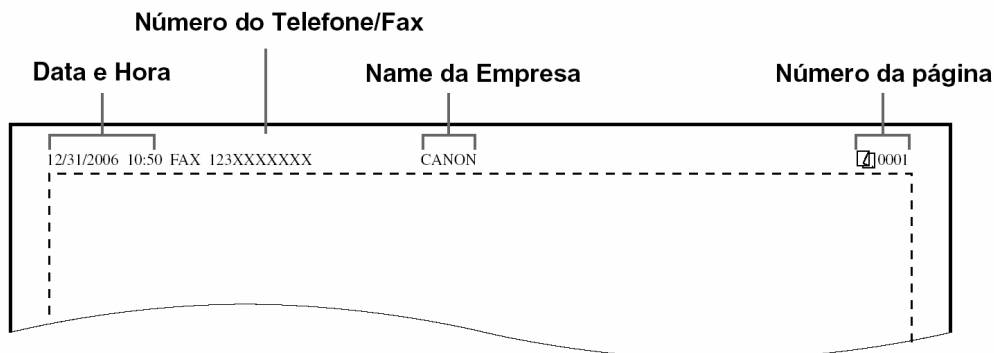 Número do Telefone/Fax
Data e Hora
Name da Empresa
Número da página
12/31/2006 10:50 FAX 123XXXXXXX
CANON
0001